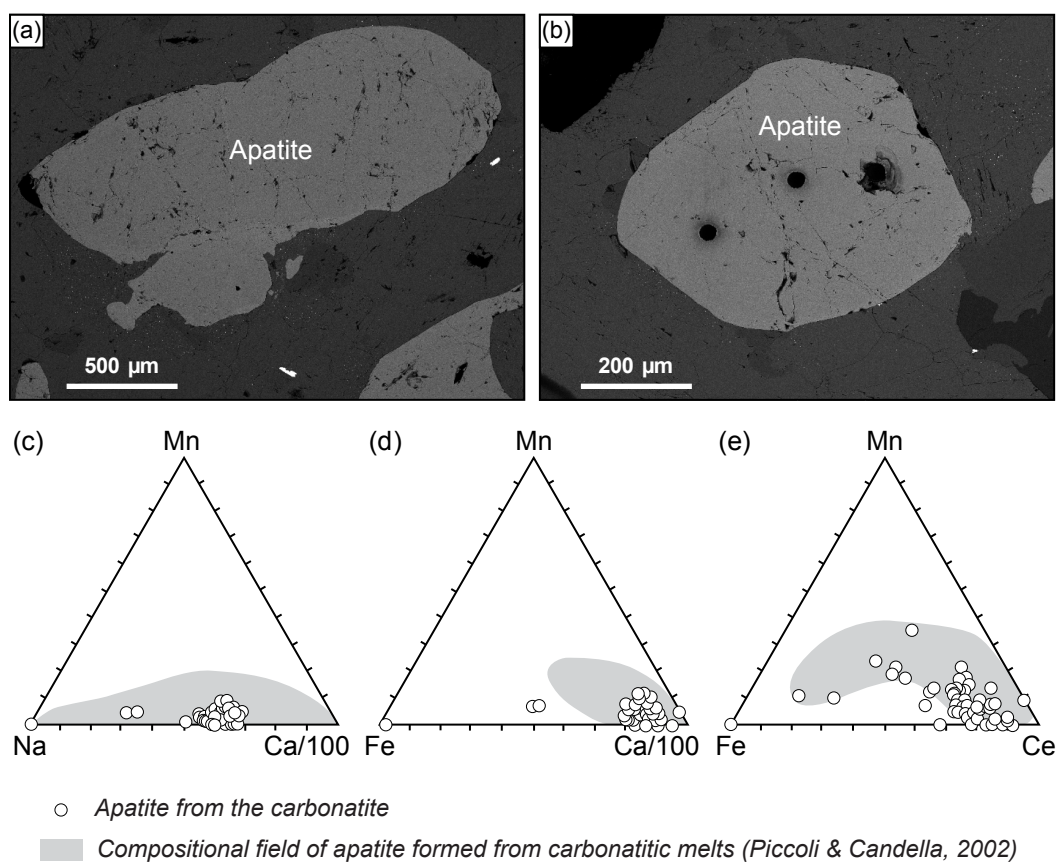 (a)
Apatite
500 µm
(b)
Apatite
200 µm
(c)
Mn
Na
Ca/100
(d)
Mn
Fe
Ca/100
(e)
Mn
Fe
Ce
Apatite from the carbonatite
Compositional field of apatite formed from carbonatitic melts (Piccoli & Candella, 2002)